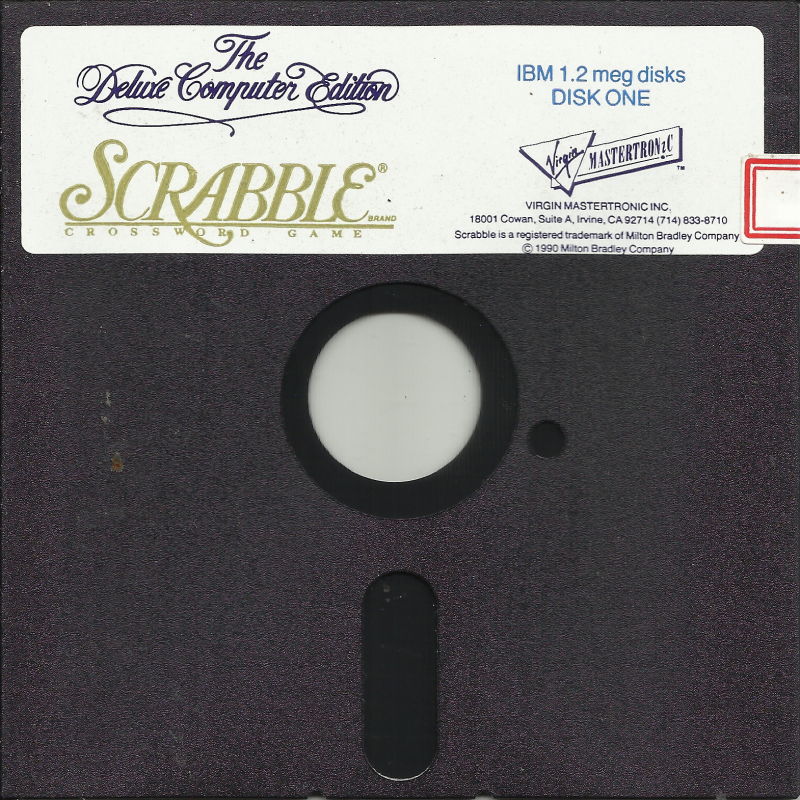 The
Deluxe Computer Edition
SCRABBLE®
BRAND
CROSSWORD GAME
IBM 1.2 meg disks
DISK ONE
Virgin MASTERTRONIC™
VIRGIN MASTERTRONIC INC.
18001 Cowan, Suite A, Irvine, CA 92714 (714) 833-8710
Scrabble is a registered trademark of Milton Bradley Company
© 1990 Milton Bradley Company